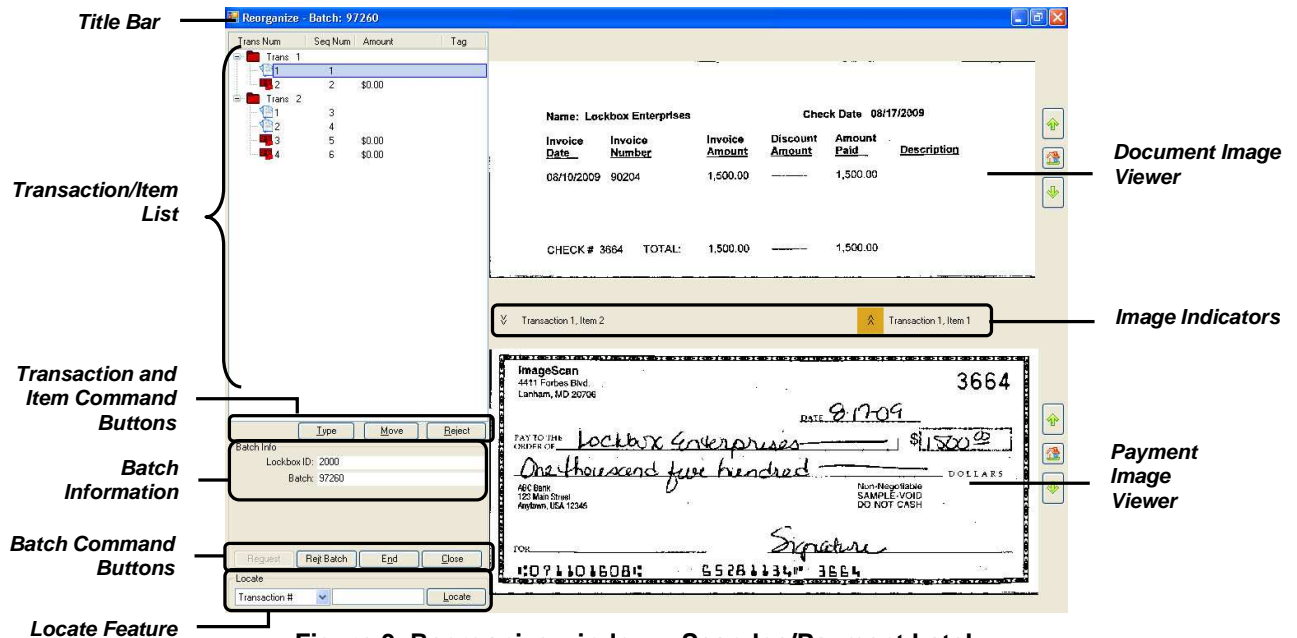 Title Bar
Reorganize - Batch: 97260
Trans Num Seq Num Amount Tag
Trans 1
1 1
2 2 $0.00
Trans 2
1 3
2 4
3 5 $0.00
4 6 $0.00
Transaction/Item
List
Name: Lockbox Enterprises Check Date 08/17/2009
Invoice Date Invoice Number Invoice Amount Discount Amount Amount Paid Description
08/10/2009 90204 1,500.00 1,500.00
CHECK # 3664 TOTAL: 1,500.00 1,500.00
Document Image
Viewer
Transaction 1, Item 2 Transaction 1, Item 1
Image Indicators
Transaction and
Item Command
Buttons
Type Move Reject
Batch Info
Lockbox ID: 2000
Batch: 97260
Batch
Information
ImageScan
4411 Forbes Blvd.
Lanham, MD 20706
3664
DATE 8-17-09
PAY TO THE
ORDER OF Lockbox Enterprises $ 1500 00
One thousand five hundred DOLLARS
ABC Bank
123 Main Street
Anytown, USA 12345
Non-Negotiable
SAMPLE-VOID
DO NOT CASH
FOR Signature
⑆071101608⑆ 65281134⑈ 3664
Payment
Image
Viewer
Batch Command
Buttons
Request Rejt Batch End Close
Locate
Transaction # Locate
Locate Feature